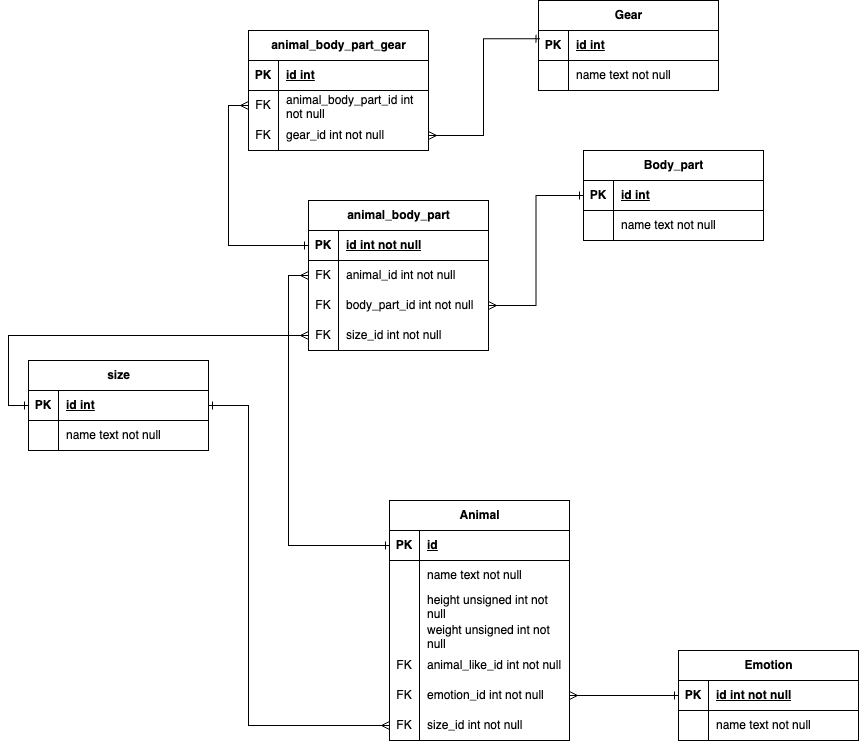 Gear
PK id int
name text not null
animal_body_part_gear
PK id int
FK animal_body_part_id int
not null
FK gear_id int not null
Body_part
PK id int
name text not null
animal_body_part
PK id int not null
FK animal_id int not null
FK body_part_id int not null
FK size_id int not null
size
PK id int
name text not null
Animal
PK id
name text not null
height unsigned int not
null
weight unsigned int not
null
FK animal_like_id int not null
FK emotion_id int not null
FK size_id int not null
Emotion
PK id int not null
name text not null